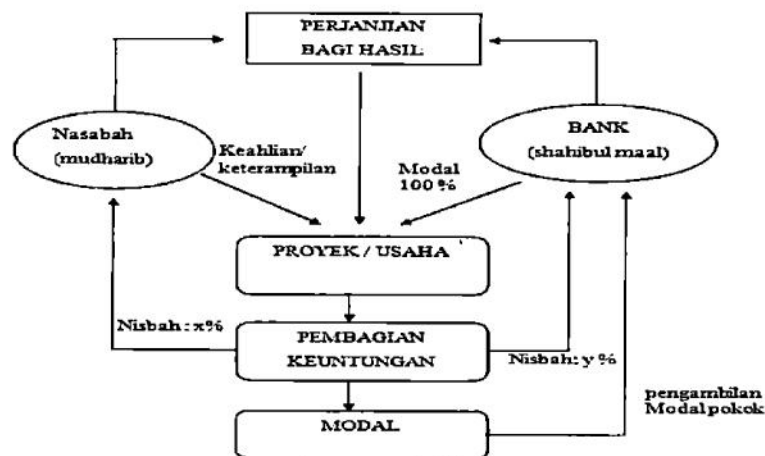 PERJANJIAN
BAGI HASIL
Nasabah
(mudharib)
BANK
(shahibul maal)
Keahlian/
keterampilan
Modal
100 %
PROYEK / USAHA
Nisbah : x%
PEMBAGIAN
KEUNTUNGAN
Nisbah: y %
pengambilan
Modal pokok
MODAL